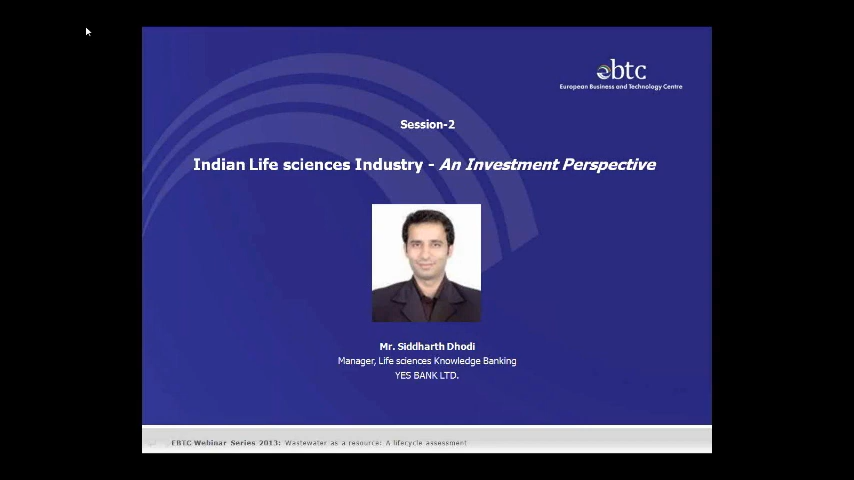 ebtc
European Business and Technology Centre
Session-2
Indian Life sciences Industry - An Investment Perspective
Mr. Siddharth Dhodi
Manager, Life sciences Knowledge Banking
YES BANK LTD.
EBTC Webinar Series 2013: Wastewater as a resource: A lifecycle assessment